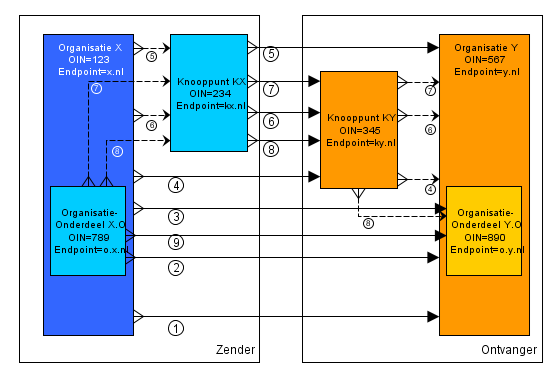 Organisatie X
OIN=123
Endpoint=x.nl
5
7
6
8
Knooppunt KX
OIN=234
Endpoint=kx.nl
5
7
6
8
4
3
9
2
1
Organisatie-
Onderdeel X.O
OIN=789
Endpoint=o.x.nl
Zender
Knooppunt KY
OIN=345
Endpoint=ky.nl
7
6
4
8
Organisatie Y
OIN=567
Endpoint=y.nl
Organisatie-
Onderdeel Y.O
OIN=890
Endpoint=o.y.nl
Ontvanger